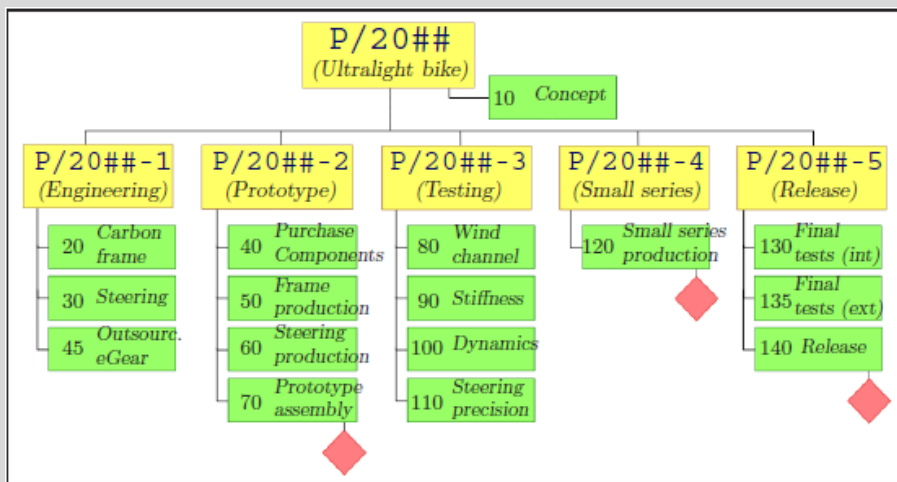 P/20##
(Ultralight bike)
10 Concept
P/20##-1
(Engineering)
20 Carbon
frame
30 Steering
45 Outsourc.
eGear
P/20##-2
(Prototype)
40 Purchase
Components
50 Frame
production
60 Steering
production
70 Prototype
assembly
P/20##-3
(Testing)
80 Wind
channel
90 Stiffness
100 Dynamics
110 Steering
precision
P/20##-4
(Small series)
120 Small series
production
P/20##-5
(Release)
130 Final
tests (int)
135 Final
tests (ext)
140 Release